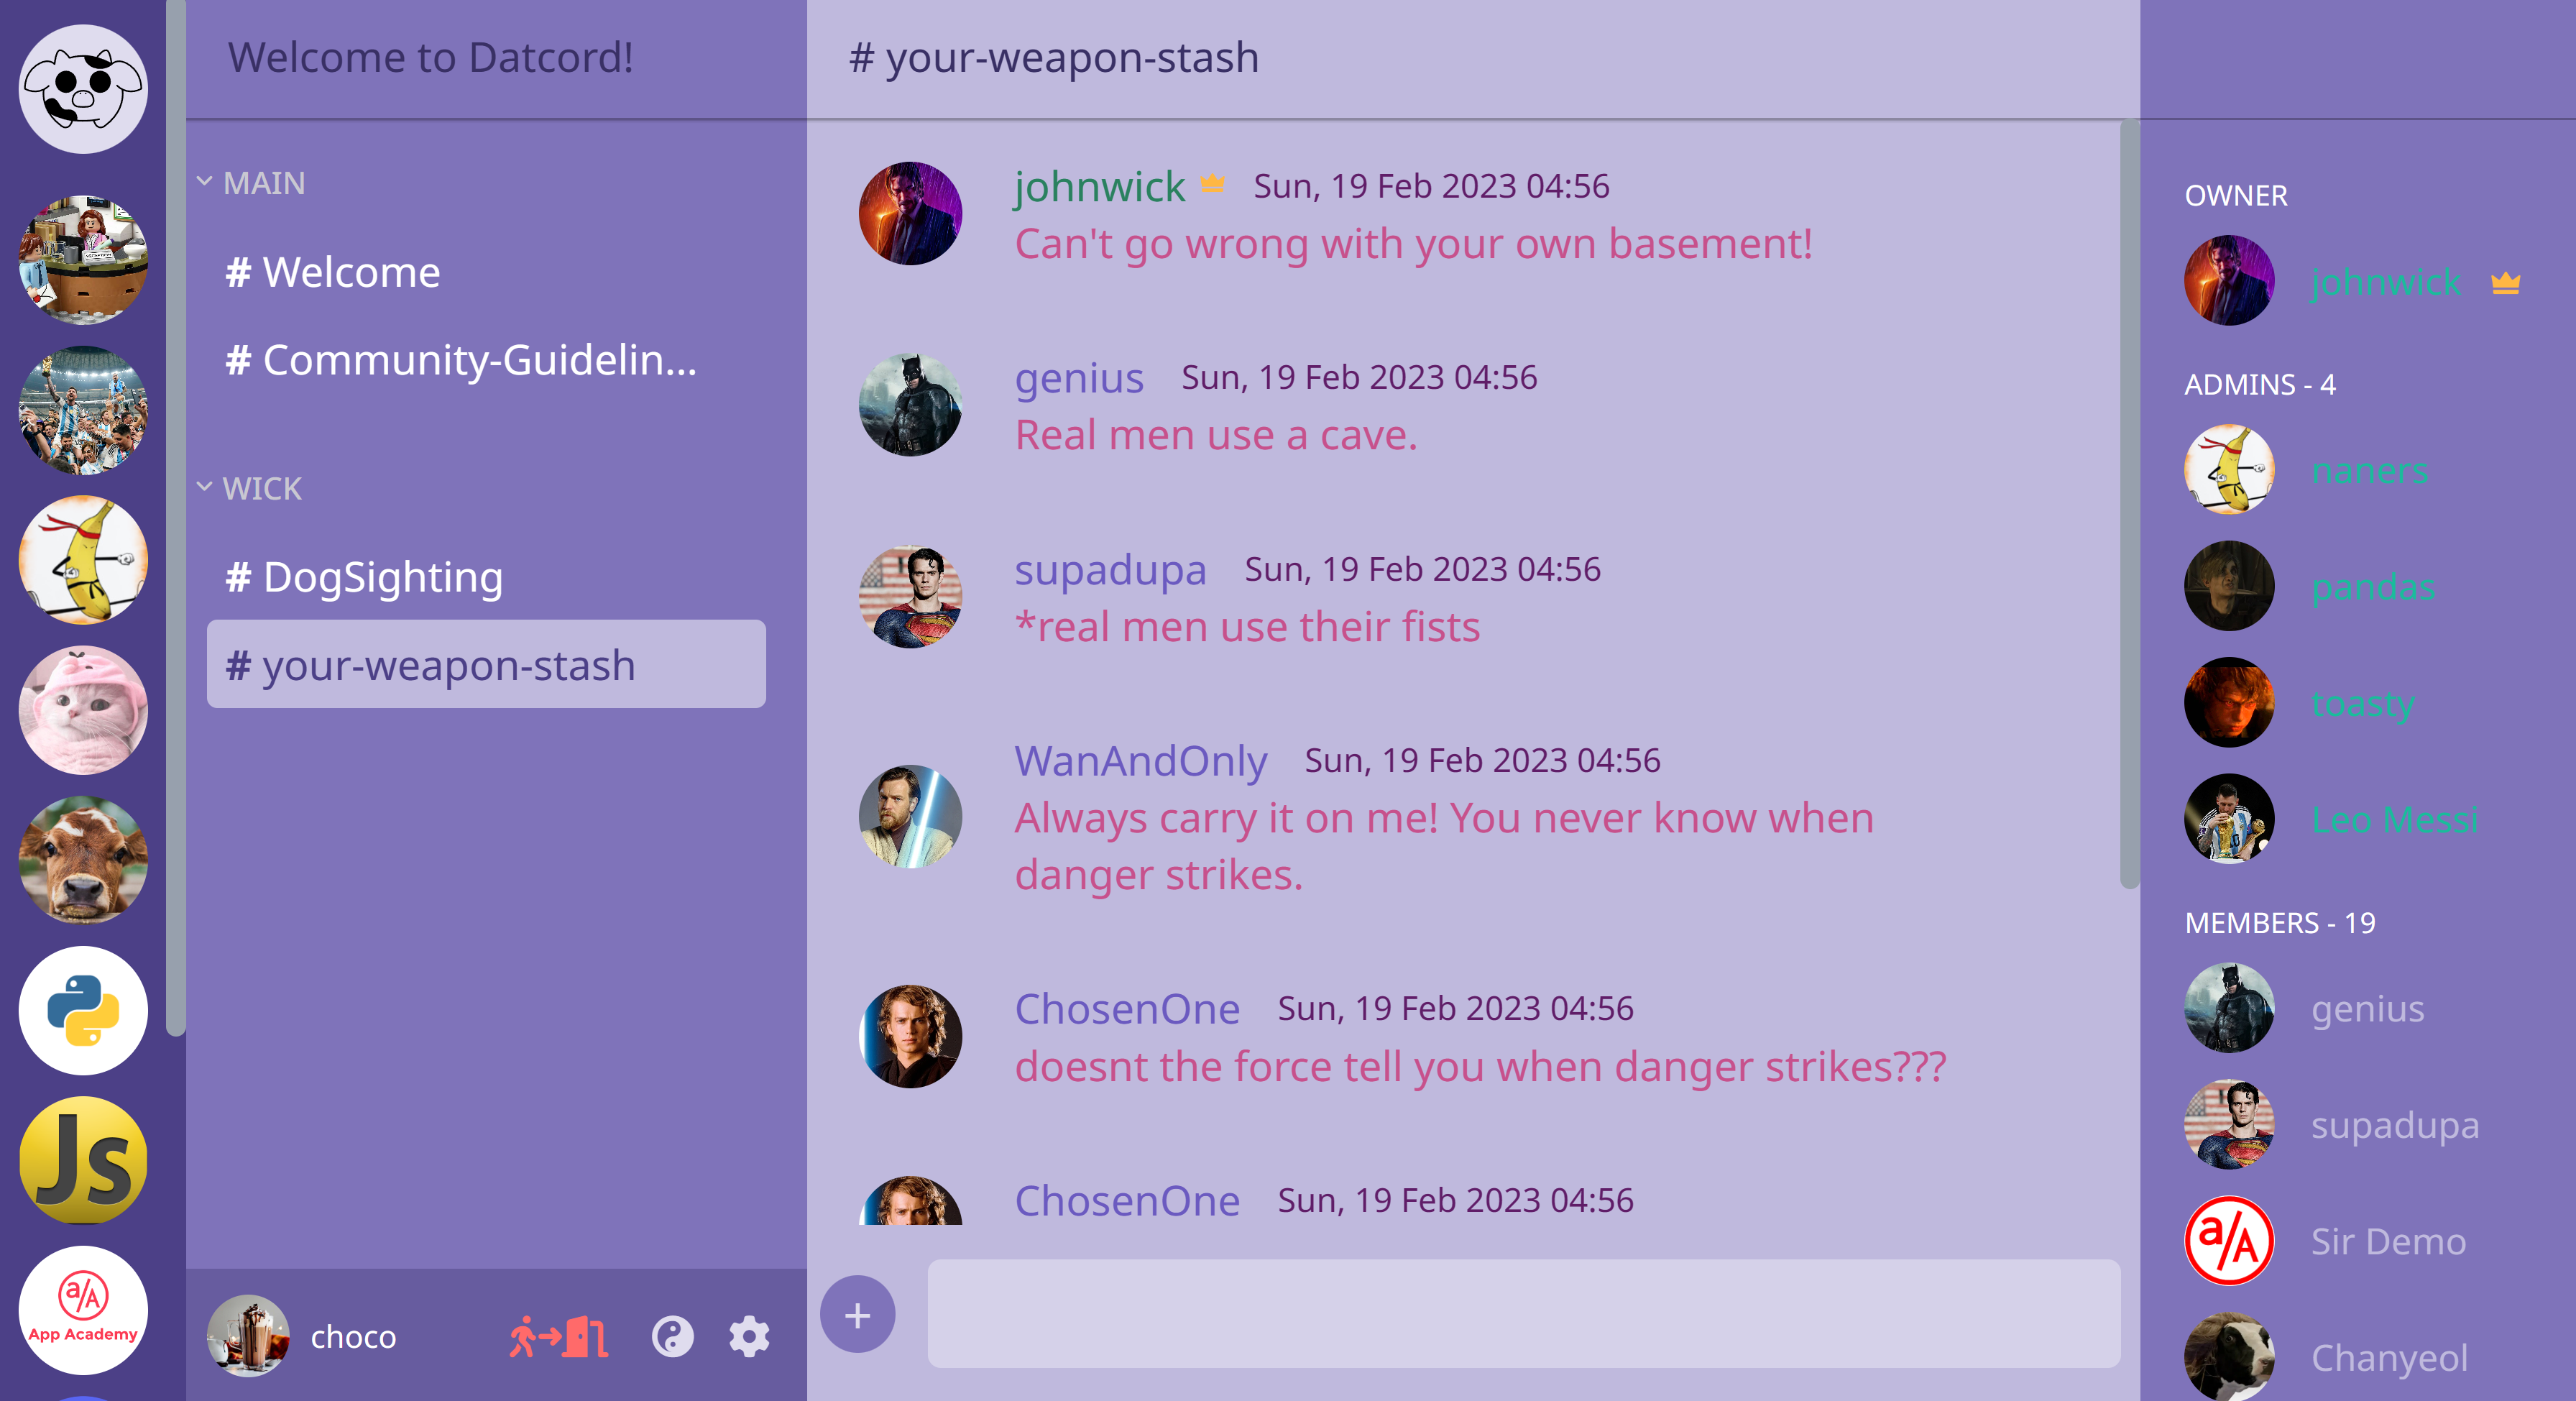 Welcome to Datcord!
MAIN
# Welcome
# Community-Guidelin...
WICK
# DogSighting
# your-weapon-stash
Js
a/A
App Academy
choco
# your-weapon-stash
johnwick Sun, 19 Feb 2023 04:56
Can't go wrong with your own basement!
genius Sun, 19 Feb 2023 04:56
Real men use a cave.
supadupa Sun, 19 Feb 2023 04:56
*real men use their fists
WanAndOnly Sun, 19 Feb 2023 04:56
Always carry it on me! You never know when
danger strikes.
ChosenOne Sun, 19 Feb 2023 04:56
doesnt the force tell you when danger strikes???
ChosenOne Sun, 19 Feb 2023 04:56
+
OWNER
johnwick
ADMINS - 4
naners
pandas
toasty
Leo Messi
MEMBERS - 19
genius
supadupa
a/A
Sir Demo
Chanyeol